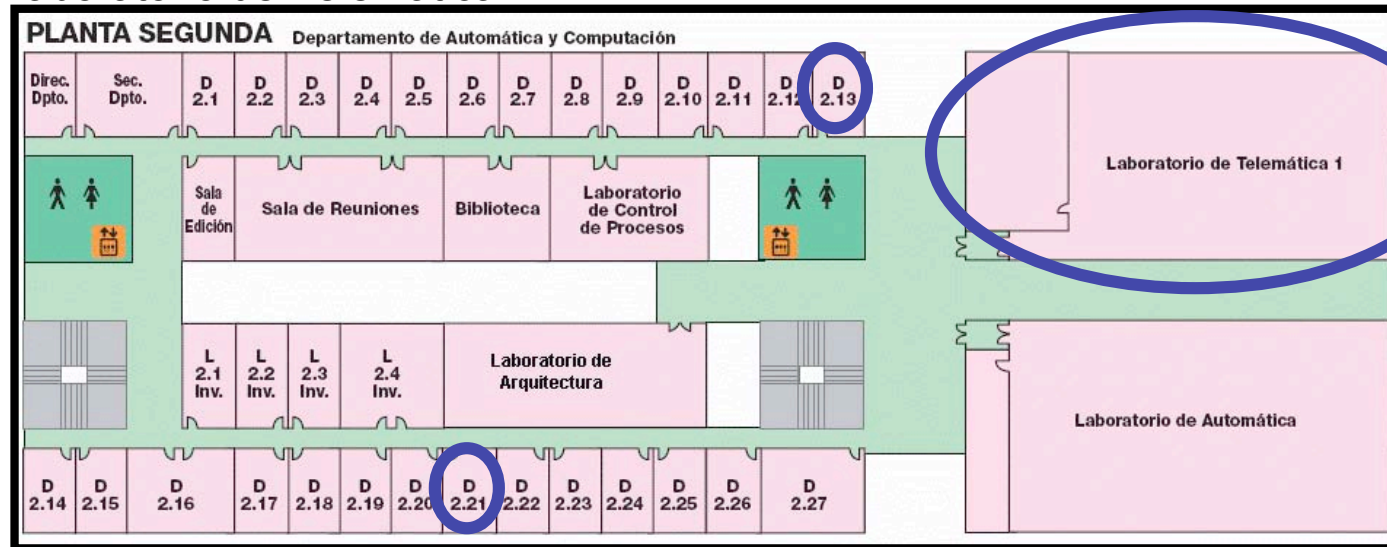 PLANTA SEGUNDA Departamento de Automática y Computación
Direc.
Dpto.
Sec.
Dpto.
D
2.1
D
2.2
D
2.3
D
2.4
D
2.5
D
2.6
D
2.7
D
2.8
D
2.9
D
2.10
D
2.11
D
2.12
D
2.13
Laboratorio de Telemática 1
Sala
de
Edición
Sala de Reuniones
Biblioteca
Laboratorio
de Control
de Procesos
L
2.1
Inv.
L
2.2
Inv.
L
2.3
Inv.
L
2.4
Inv.
Laboratorio de
Arquitectura
Laboratorio de Automática
D
2.14
D
2.15
D
2.16
D
2.17
D
2.18
D
2.19
D
2.20
D
2.21
D
2.22
D
2.23
D
2.24
D
2.25
D
2.26
D
2.27